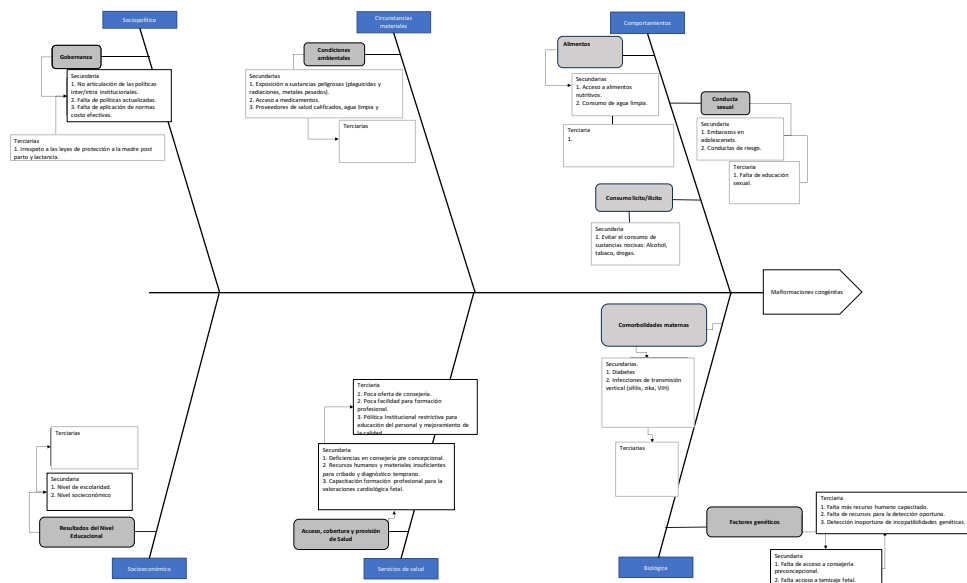 Sociopolítico
Circunstancias
materiales
Comportamientos
Gobernanza
Secundaria
1. No articulación de las políticas
inter/intra institucionales.
2. Falta de políticas actualizadas.
3. Falta de aplicación de normas
costo efectivas.
Terciarias
1. Irrespeto a las leyes de protección a la madre post
parto y lactancia.
Condiciones
ambientales
Secundarias
1. Exposición a sustancias peligrosas (plaguicidas y
radiaciones, metales pesados).
2. Acceso a medicamentos.
3. Proveedores de salud calificados, agua limpia y
Terciarias
Alimentos
Secundarias
1. Acceso a alimentos
nutritivos.
2. Consumo de agua limpia.
Terciaria
1.
Conducta
sexual
Secundaria
1. Embarazos en
adolescenets.
2. Conductas de riesgo.
Terciaria
1. Falta de educación
sexual.
Consumo lícito/ilícito
Secundaria
1. Evitar el consumo de
sustancias nocivas: Alcohol,
tabaco, drogas.
Malformaciones congénitas
Comorbolidades maternas
Secundarias.
1. Diabetes
2. Infecciones de transmisión
vertical (sífilis, zika, VIH)
Terciarias
Terciaria
1. Poca oferta de consejería.
2. Poca facilidad para formación
profesional.
3. Pólitica Institucional restrictiva para
educación del personal y mejoramiento de
la calidad.
Secundaria
1. Deficiencias en consejería pre concepcional.
2. Recursos humanos y materiales insuficientes
para cribado y diagnóstico temprano.
3. Capacitación formación profesional para la
valoraciones cardiológica fetal.
Acceso, cobertura y provisión
de Salud
Terciarias
Secundaria
1. Nivel de escolaridad.
2. Nivel socioeconómico
Resultados del Nivel
Educacional
Factores genéticos
Terciaria
1. Falta más recurso humano capacitado.
2. Falta de recursos para la detección oportuna.
3. Detección inoportuna de incopatibilidades genéticas.
Secundaria
1. Falta de acceso a consejería
preconcepcional.
2. Falta acceso a tamizaje fetal.
Socioeconómico
Servicios de salud
Biológica